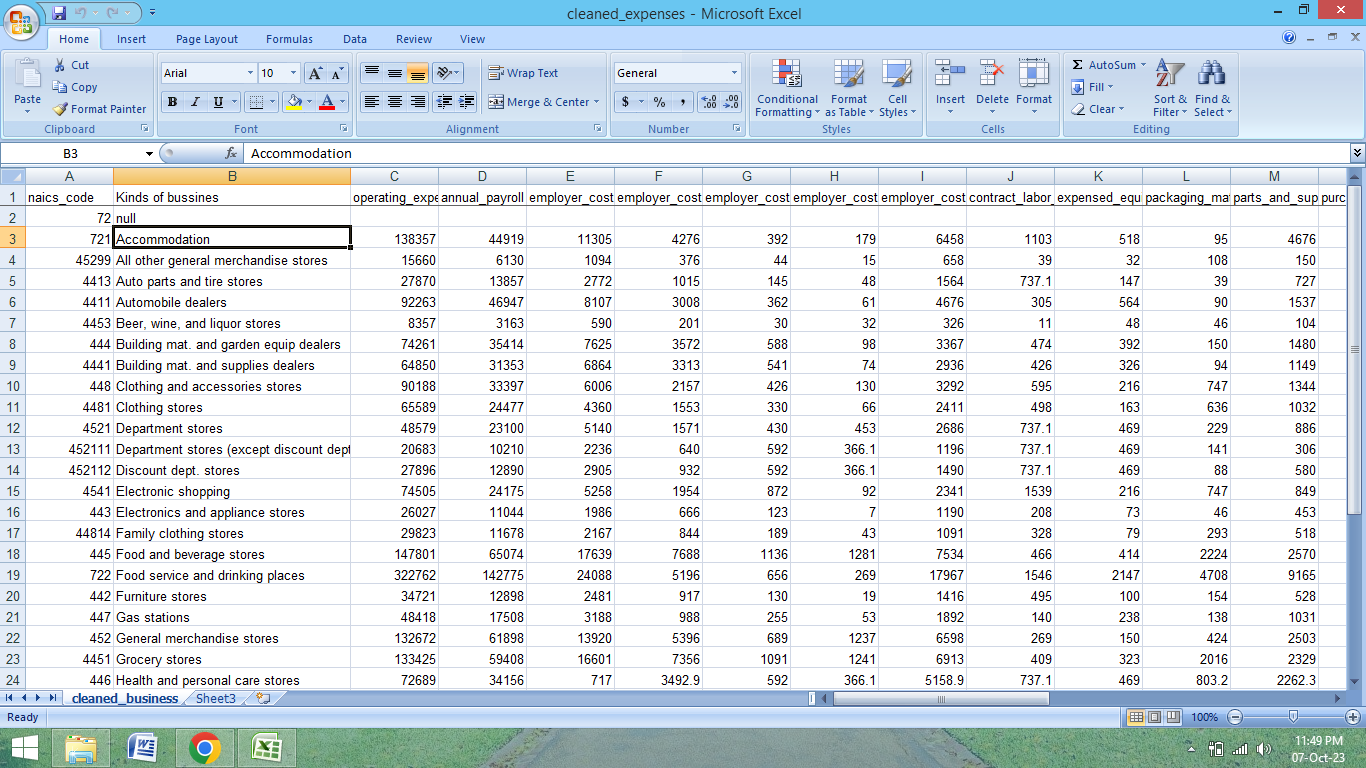 cleaned_expenses - Microsoft Excel
Home Insert Page Layout Formulas Data Review View
Paste Cut Copy Format Painter Clipboard
Arial 10 A A B I U A Font
Wrap Text Merge & Center Alignment
General $ % , .0 .00 .00 .0 Number
Conditional Formatting Format as Table Cell Styles Styles
Insert Delete Format Cells
Σ AutoSum Fill Clear Sort & Filter Find & Select Editing
B3 fx Accommodation
A B C D E F G H I J K L M
1 naics_code Kinds of bussines operating_expe annual_payroll employer_cost employer_cost employer_cost employer_cost employer_cost contract_labor_ expensed_equ packaging_ma parts_and_sup purc
2 72 null
3 721 Accommodation 138357 44919 11305 4276 392 179 6458 1103 518 95 4676
4 45299 All other general merchandise stores 15660 6130 1094 376 44 15 658 39 32 108 150
5 4413 Auto parts and tire stores 27870 13857 2772 1015 145 48 1564 737.1 147 39 727
6 4411 Automobile dealers 92263 46947 8107 3008 362 61 4676 305 564 90 1537
7 4453 Beer, wine, and liquor stores 8357 3163 590 201 30 32 326 11 48 46 104
8 444 Building mat. and garden equip dealers 74261 35414 7625 3572 588 98 3367 474 392 150 1480
9 4441 Building mat. and supplies dealers 64850 31353 6864 3313 541 74 2936 426 326 94 1149
10 448 Clothing and accessories stores 90188 33397 6006 2157 426 130 3292 595 216 747 1344
11 4481 Clothing stores 65589 24477 4360 1553 330 66 2411 498 163 636 1032
12 4521 Department stores 48579 23100 5140 1571 430 453 2686 737.1 469 229 886
13 452111 Department stores (except discount dept 20683 10210 2236 640 592 366.1 1196 737.1 469 141 306
14 452112 Discount dept. stores 27896 12890 2905 932 592 366.1 1490 737.1 469 88 580
15 4541 Electronic shopping 74505 24175 5258 1954 872 92 2341 1539 216 747 849
16 443 Electronics and appliance stores 26027 11044 1986 666 123 7 1190 208 73 46 453
17 44814 Family clothing stores 29823 11678 2167 844 189 43 1091 328 79 293 518
18 445 Food and beverage stores 147801 65074 17639 7688 1136 1281 7534 466 414 2224 2570
19 722 Food service and drinking places 322762 142775 24088 5196 656 269 17967 1546 2147 4708 9165
20 442 Furniture stores 34721 12898 2481 917 130 19 1416 495 100 154 528
21 447 Gas stations 48418 17508 3188 988 255 53 1892 140 238 138 1031
22 452 General merchandise stores 132672 61898 13920 5396 689 1237 6598 269 150 424 2503
23 4451 Grocery stores 133425 59408 16601 7356 1091 1241 6913 409 323 2016 2329
24 446 Health and personal care stores 72689 34156 717 3492.9 592 366.1 5158.9 737.1 469 803.2 2262.3
cleaned_business Sheet3
Ready 100%
11:49 PM
07-Oct-23